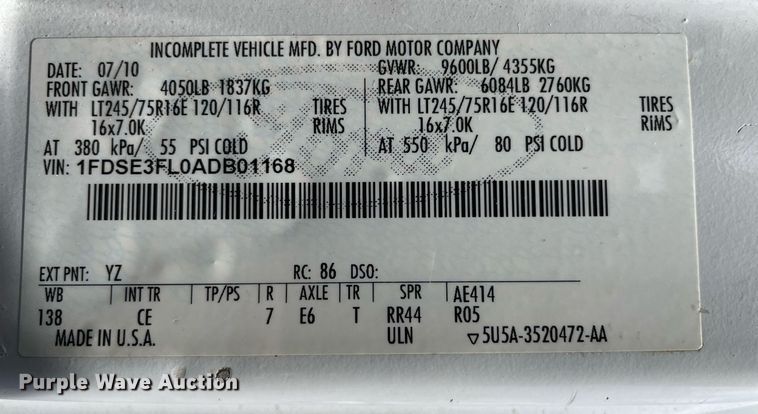 INCOMPLETE VEHICLE MFD. BY FORD MOTOR COMPANY
DATE: 07/10 GVWR: 9600LB/ 4355KG
FRONT GAWR: 4050LB 1837KG REAR GAWR: 6084LB 2760KG
WITH LT245/75R16E 120/116R TIRES WITH LT245/75R16E 120/116R TIRES
16x7.0K RIMS 16x7.0K RIMS
AT 380 kPa/ 55 PSI COLD AT 550 kPa/ 80 PSI COLD
VIN: 1FDSE3FL0ADB01168
EXT PNT: YZ RC: 86 DSO:
WB INT TR TP/PS R AXLE TR SPR AE414
138 CE 7 E6 T RR44 R05
MADE IN U.S.A. ULN ▽5U5A-3520472-AA
Purple Wave Auction